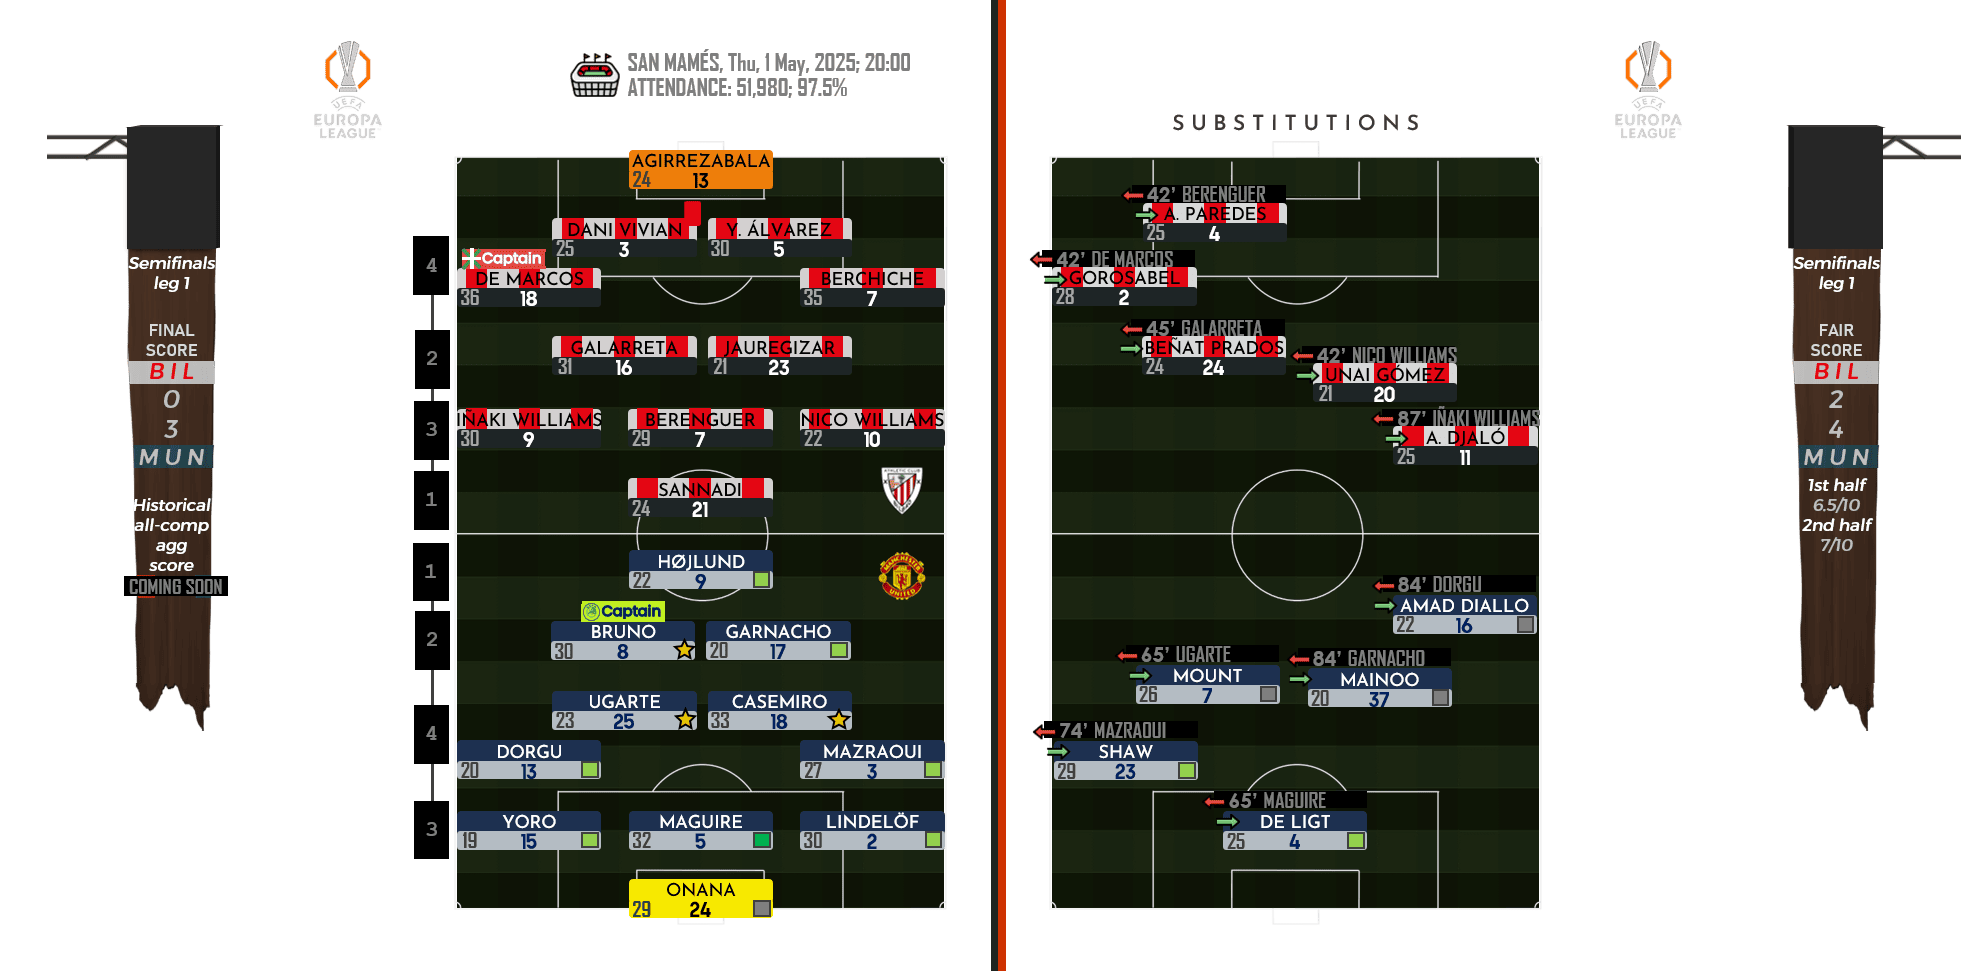 UEFA
EUROPA
LEAGUE
SAN MAMÉS, Thu, 1 May, 2025; 20:00
ATTENDANCE: 51,980; 97.5%
Semifinals
leg 1
FINAL
SCORE
BIL
0
3
MUN
Historical
all-comp
agg
score
COMING SOON
4
2
3
1
1
2
4
3
AGIRREZABALA
24 13
DANI VIVIAN
25 3
Y. ÁLVAREZ
30 5
Captain
DE MARCOS
36 18
BERCHICHE
35 7
GALARRETA
31 16
JAUREGIZAR
21 23
IÑAKI WILLIAMS
30 9
BERENGUER
29 7
NICO WILLIAMS
22 10
ATHLETIC CLUB
SANNADI
24 21
HØJLUND
22 9
MANCHESTER
UNITED
Captain
BRUNO
30 8
GARNACHO
20 17
UGARTE
23 25
CASEMIRO
33 18
DORGU
20 13
MAZRAOUI
27 3
YORO
19 15
MAGUIRE
32 5
LINDELÖF
30 2
ONANA
29 24
SUBSTITUTIONS
UEFA
EUROPA
LEAGUE
42' BERENGUER
A. PAREDES
25 4
42' DE MARCOS
GOROSABEL
28 2
45' GALARRETA
BEÑAT PRADOS
24 24
42' NICO WILLIAMS
UNAI GÓMEZ
21 20
87' IÑAKI WILLIAMS
A. DJALÓ
25 11
84' DORGU
AMAD DIALLO
22 16
65' UGARTE
MOUNT
26 7
84' GARNACHO
MAINOO
20 37
74' MAZRAOUI
SHAW
29 23
65' MAGUIRE
DE LIGT
25 4
Semifinals
leg 1
FAIR
SCORE
BIL
2
4
MUN
1st half
6.5/10
2nd half
7/10